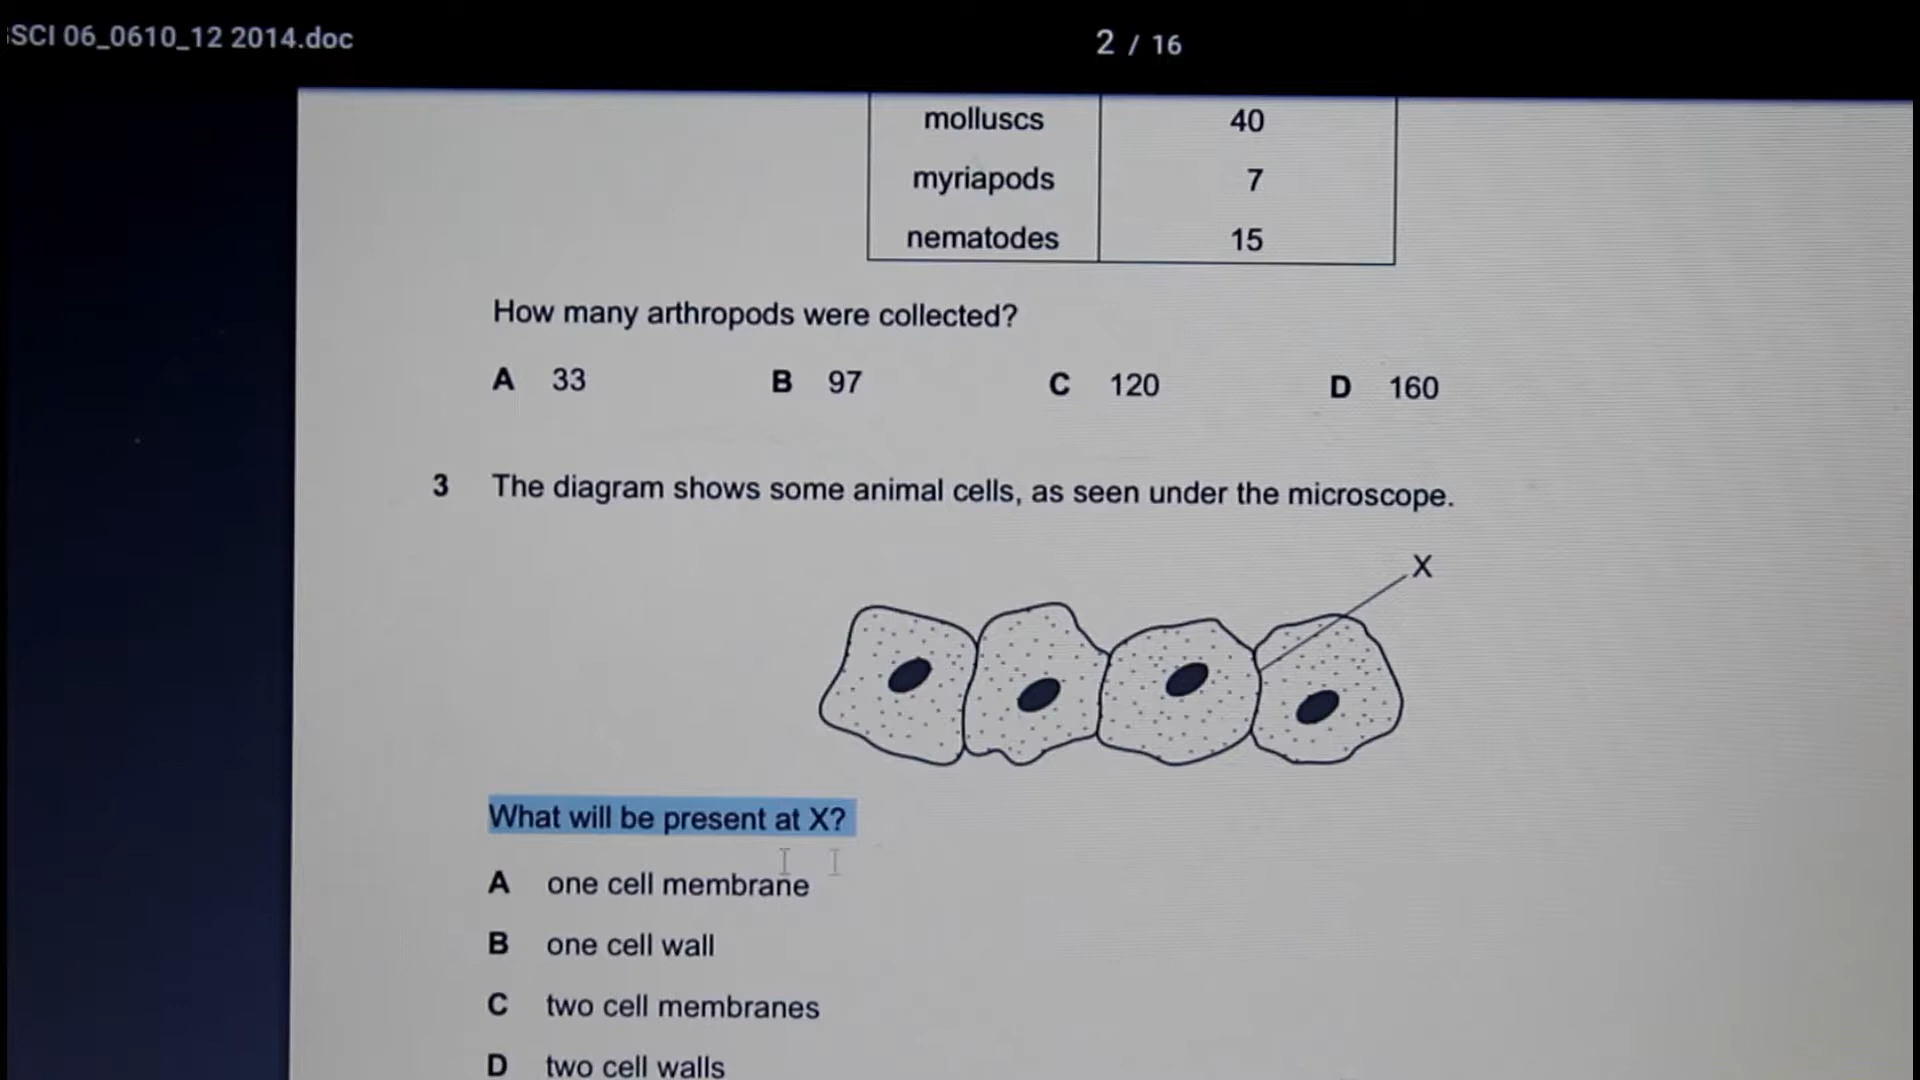 SCI 06_0610_12 2014.doc
2 / 16
molluscs 40
myriapods 7
nematodes 15
How many arthropods were collected?
A 33 B 97 C 120 D 160
3 The diagram shows some animal cells, as seen under the microscope.
X
What will be present at X?
A one cell membrane
B one cell wall
C two cell membranes
D two cell walls